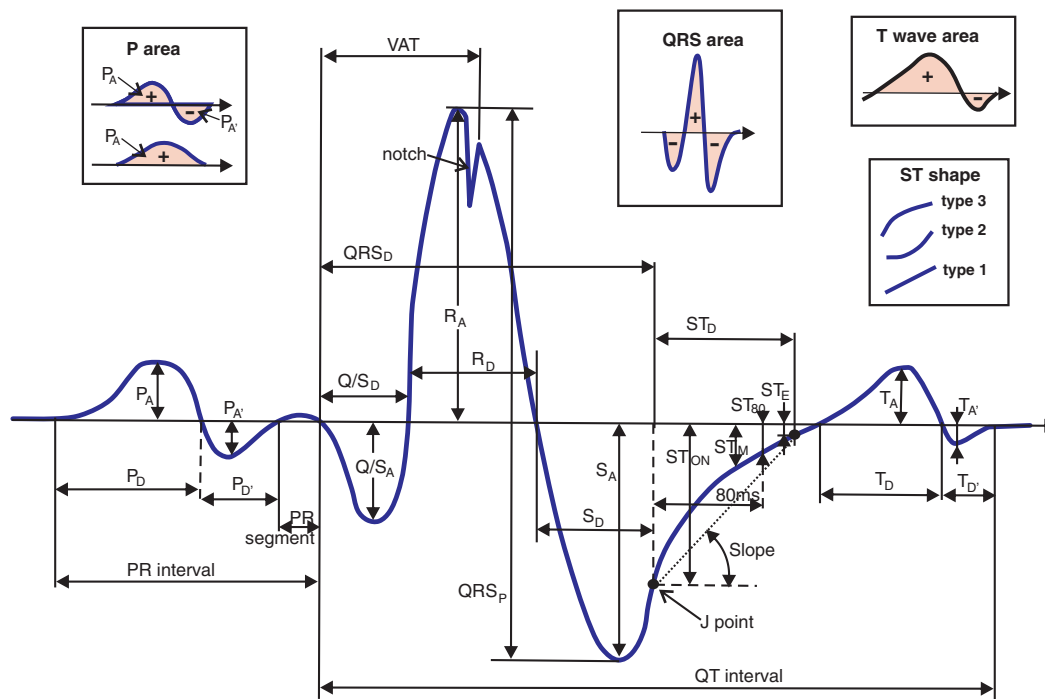 P area
P_A
+
-
P_A'
P_A
+
VAT
QRS area
+
-
-
T wave area
+
-
notch
ST shape
type 3
type 2
type 1
QRS_D
R_A
ST_D
R_D
Q/S_D
P_A
P_A'
ST_80
ST_E
T_A
T_A'
Q/S_A
S_A
ST_ON
ST_M
P_D
P_D'
80ms
T_D
T_D'
PR
segment
S_D
Slope
PR interval
QRS_P
J point
QT interval